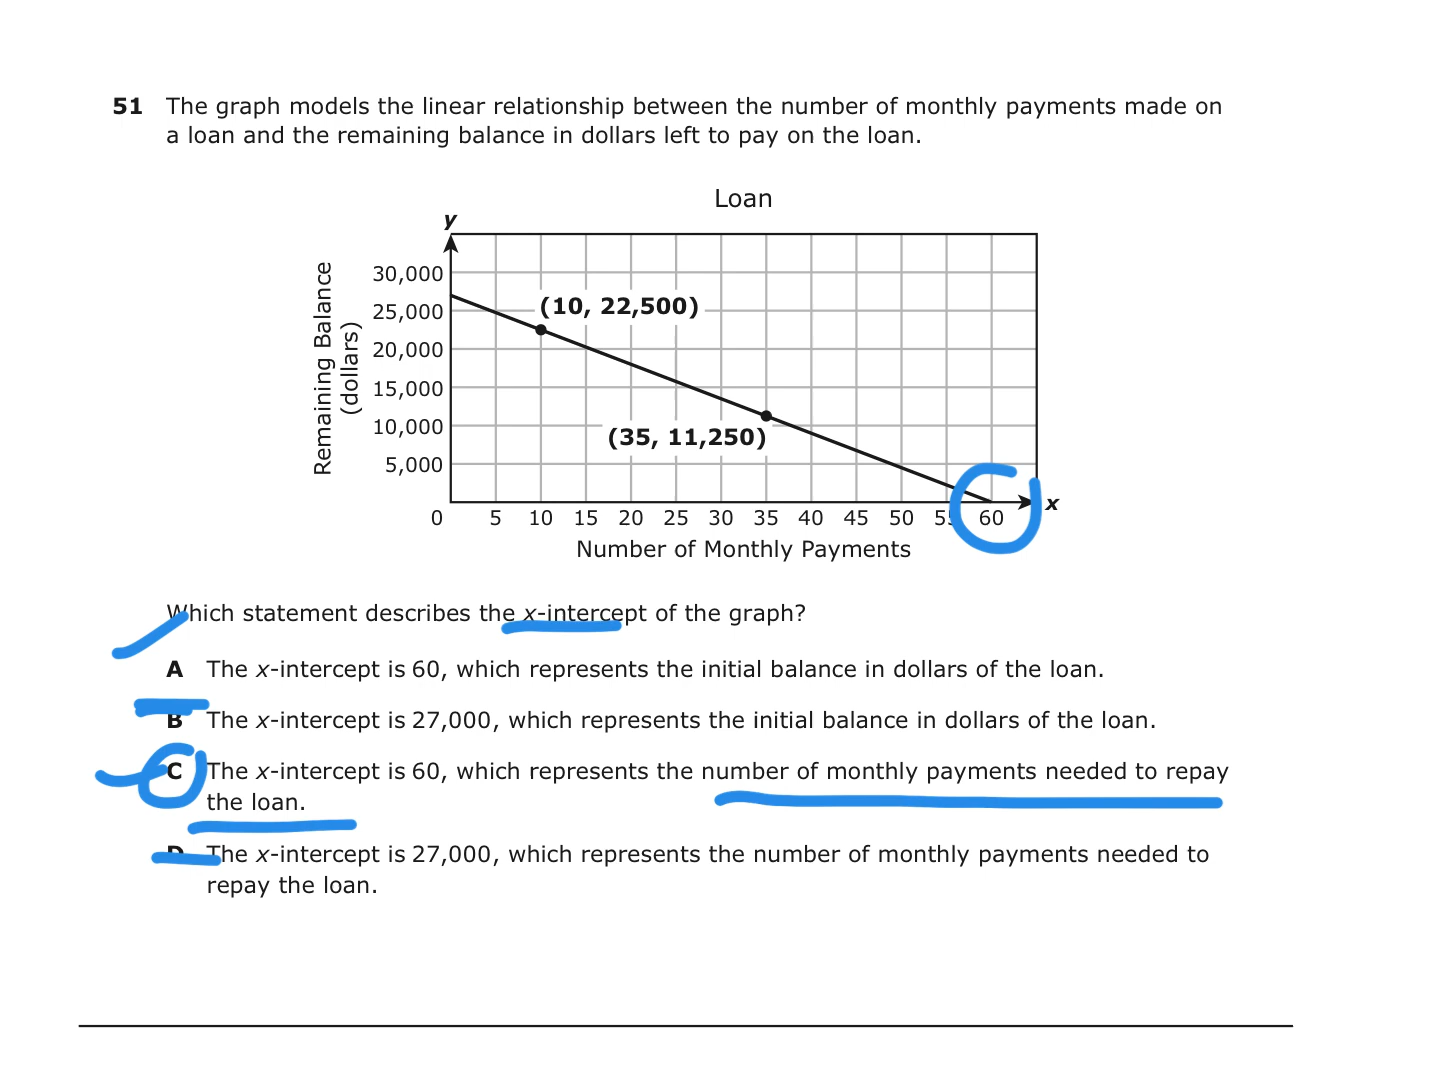 51 The graph models the linear relationship between the number of monthly payments made on
a loan and the remaining balance in dollars left to pay on the loan.
Loan
y
Remaining Balance
(dollars)
30,000
25,000
20,000
15,000
10,000
5,000
(10, 22,500)
(35, 11,250)
x
0 5 10 15 20 25 30 35 40 45 50 55 60
Number of Monthly Payments
Which statement describes the x-intercept of the graph?
A The x-intercept is 60, which represents the initial balance in dollars of the loan.
B The x-intercept is 27,000, which represents the initial balance in dollars of the loan.
C The x-intercept is 60, which represents the number of monthly payments needed to repay
the loan.
D The x-intercept is 27,000, which represents the number of monthly payments needed to
repay the loan.